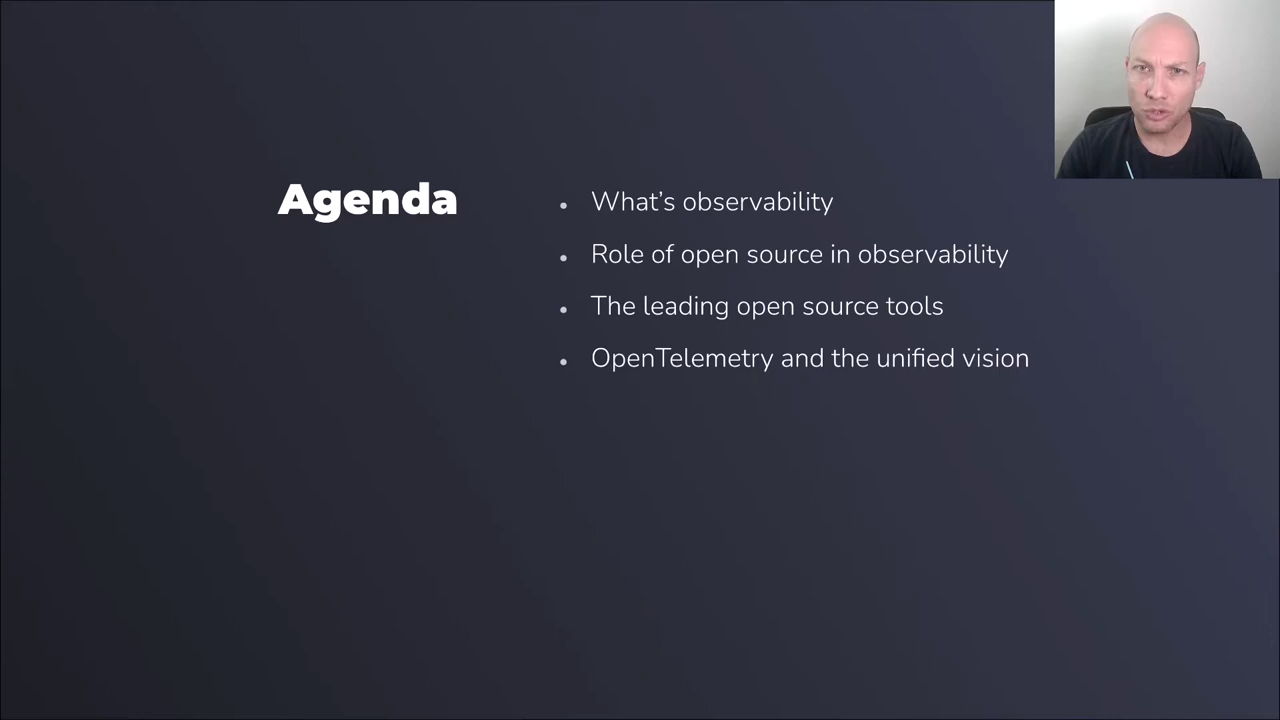 Agenda
• What’s observability
• Role of open source in observability
• The leading open source tools
• OpenTelemetry and the unified vision